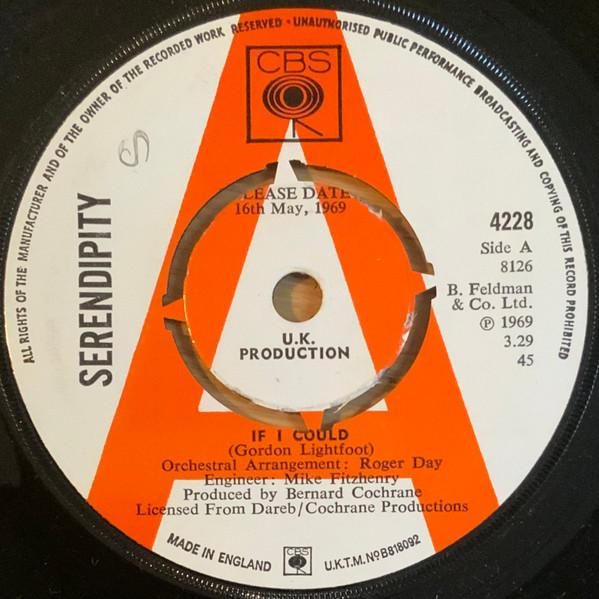 ALL RIGHTS OF THE MANUFACTURER AND OF THE OWNER OF THE RECORDED WORK RESERVED • UNAUTHORISED PUBLIC PERFORMANCE BROADCASTING AND COPYING OF THIS RECORD PROHIBITED
CBS
S
SERENDIPITY
LEASE DATE
16th May, 1969
4228
Side A
8126
B. Feldman
& Co. Ltd.
℗ 1969
3.29
45
U.K.
PRODUCTION
IF I COULD
(Gordon Lightfoot)
Orchestral Arrangement: Roger Day
Engineer: Mike Fitzhenry
Produced by Bernard Cochrane
Licensed From Dareb/Cochrane Productions
MADE IN ENGLAND
CBS
U.K.T.M. No B818092